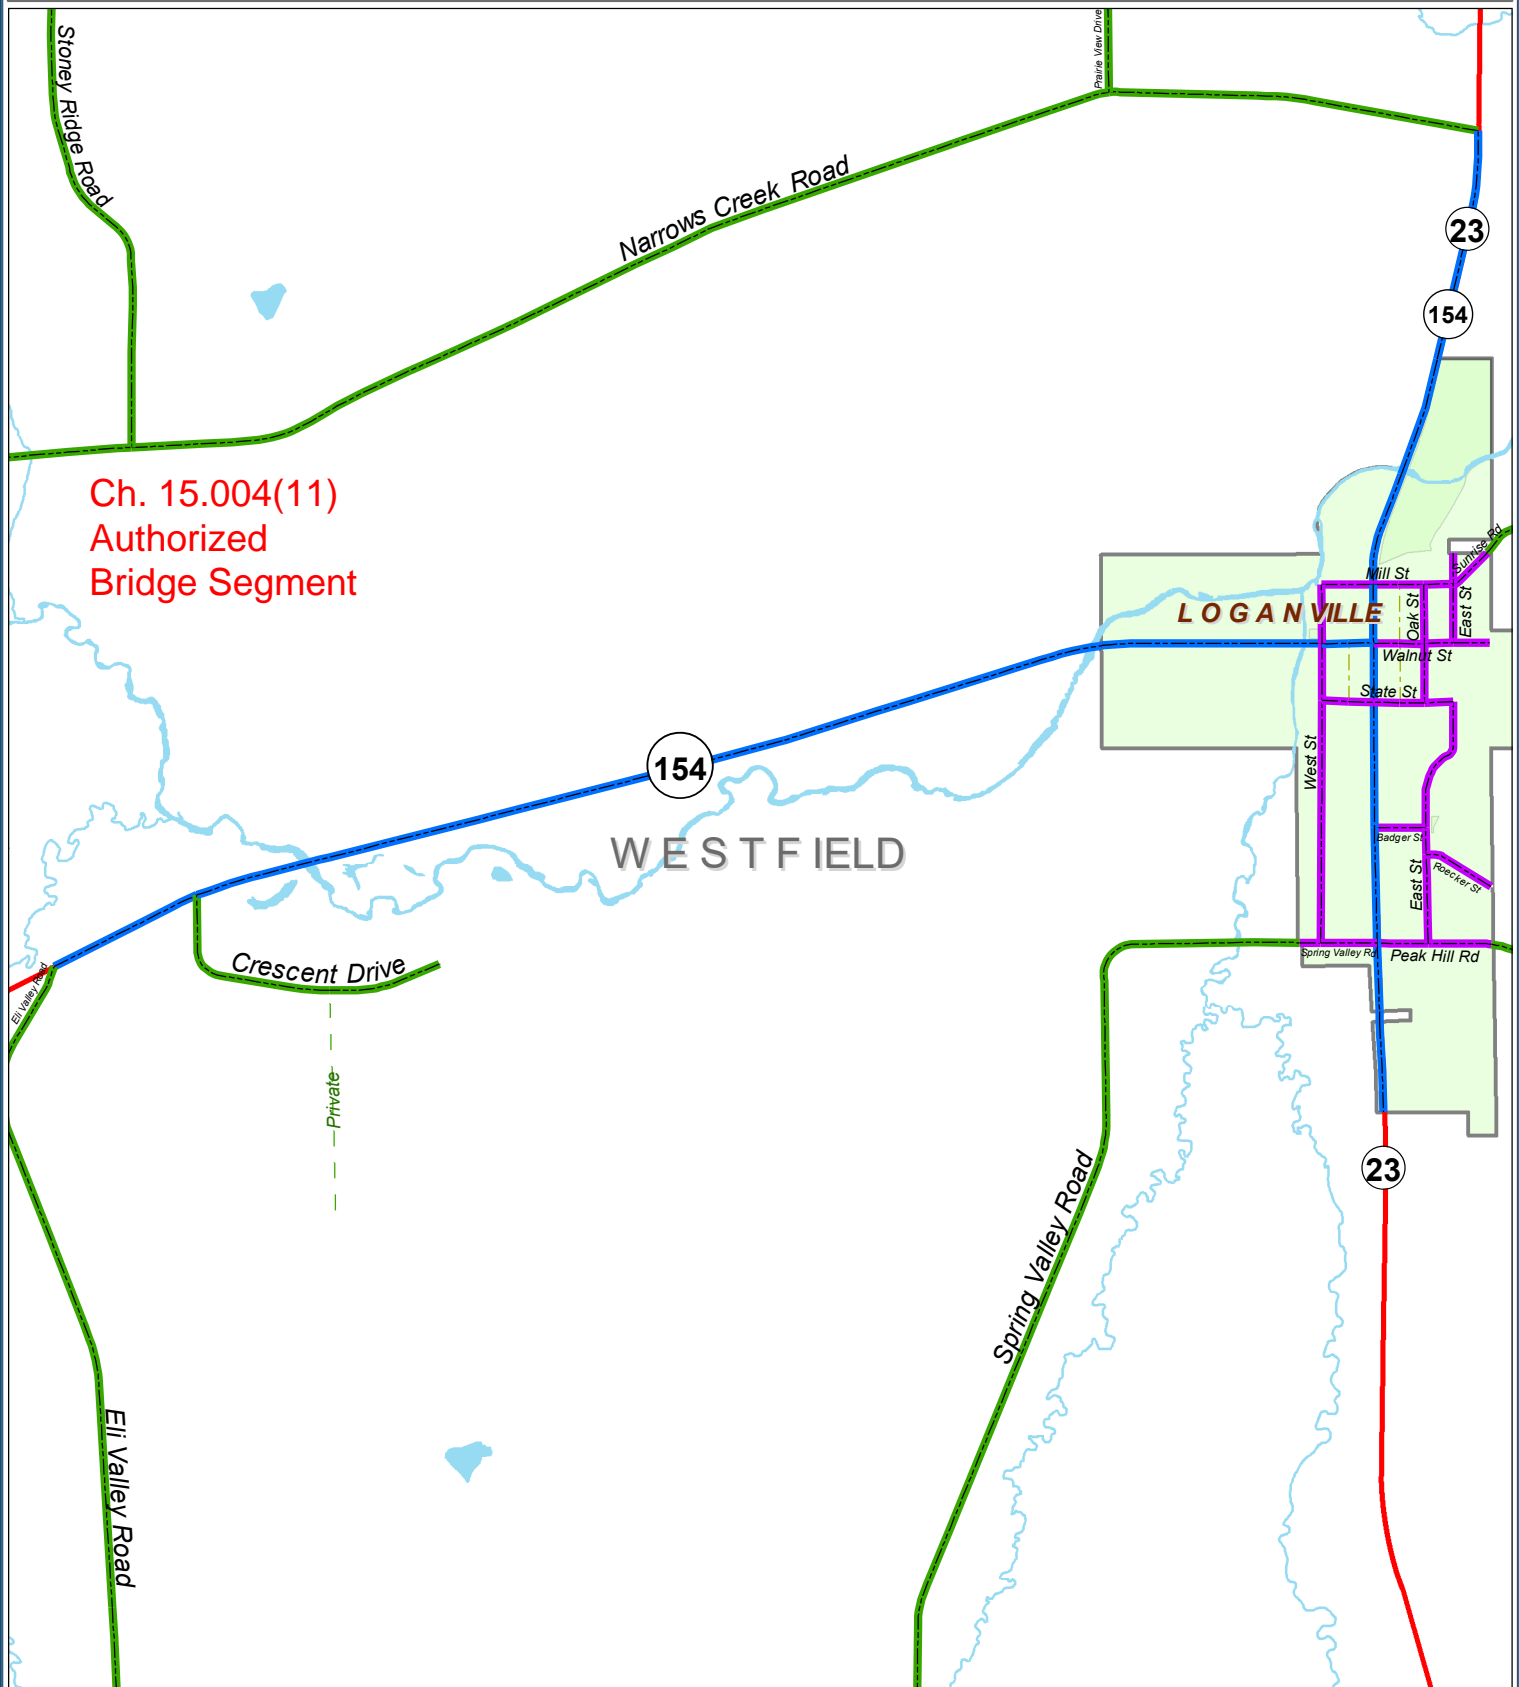 Prairie View Drive
Stoney Ridge Road
Narrows Creek Road
23
154
Ch. 15.004(11)
Authorized
Bridge Segment
Sunrise Rd
Mill St
LOGANVILLE
Oak St
East St
Walnut St
State St
West St
154
WESTFIELD
Badger St
East St
Roecker St
Crescent Drive
Spring Valley Rd
Peak Hill Rd
Eli Valley Road
Private
23
Spring Valley Road
Eli Valley Road